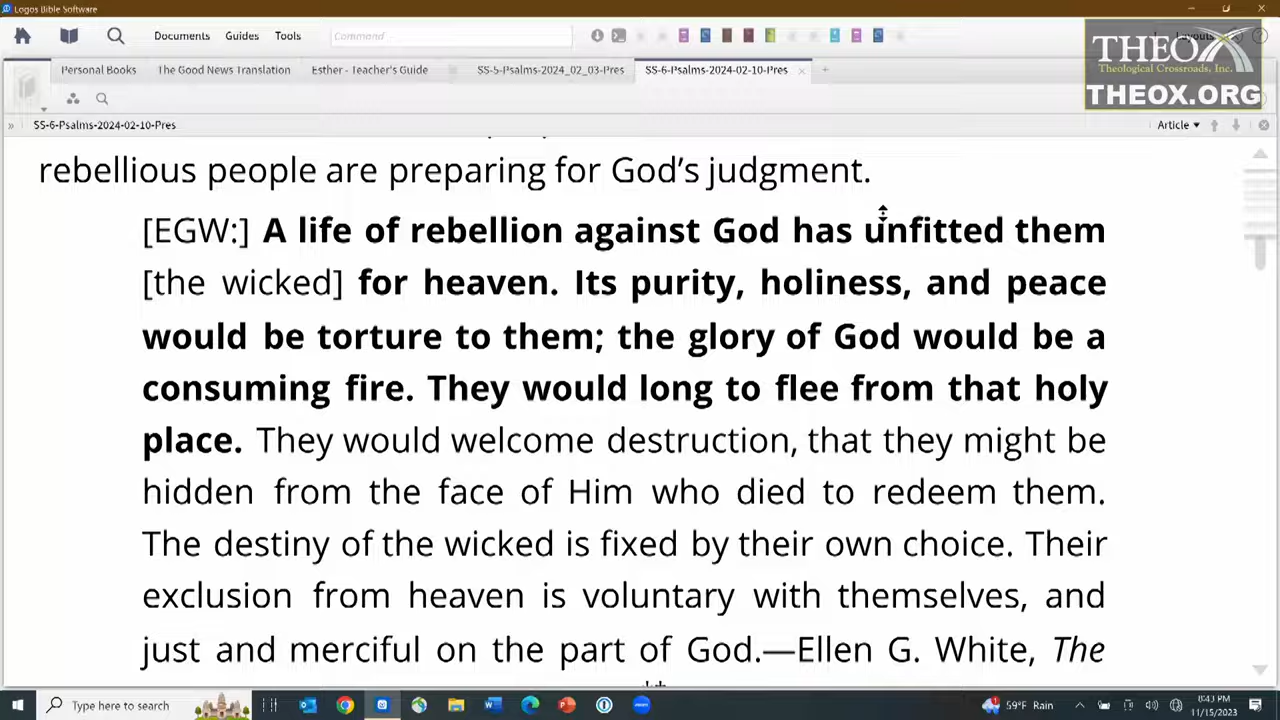 Logos Bible Software
Documents Guides Tools Command
THEOX
Theological Crossroads, Inc.
THEOX.ORG
Personal Books The Good News Translation Esther - Teacher's Guide SS-5-Psalms-2024_02_03-Pres SS-6-Psalms-2024-02-10-Pres
SS-6-Psalms-2024-02-10-Pres Article
rebellious people are preparing for God's judgment.
[EGW:] A life of rebellion against God has unfitted them
[the wicked] for heaven. Its purity, holiness, and peace
would be torture to them; the glory of God would be a
consuming fire. They would long to flee from that holy
place. They would welcome destruction, that they might be
hidden from the face of Him who died to redeem them.
The destiny of the wicked is fixed by their own choice. Their
exclusion from heaven is voluntary with themselves, and
just and merciful on the part of God.—Ellen G. White, The
Type here to search 59°F Rain 8:43 PM
11/15/2023